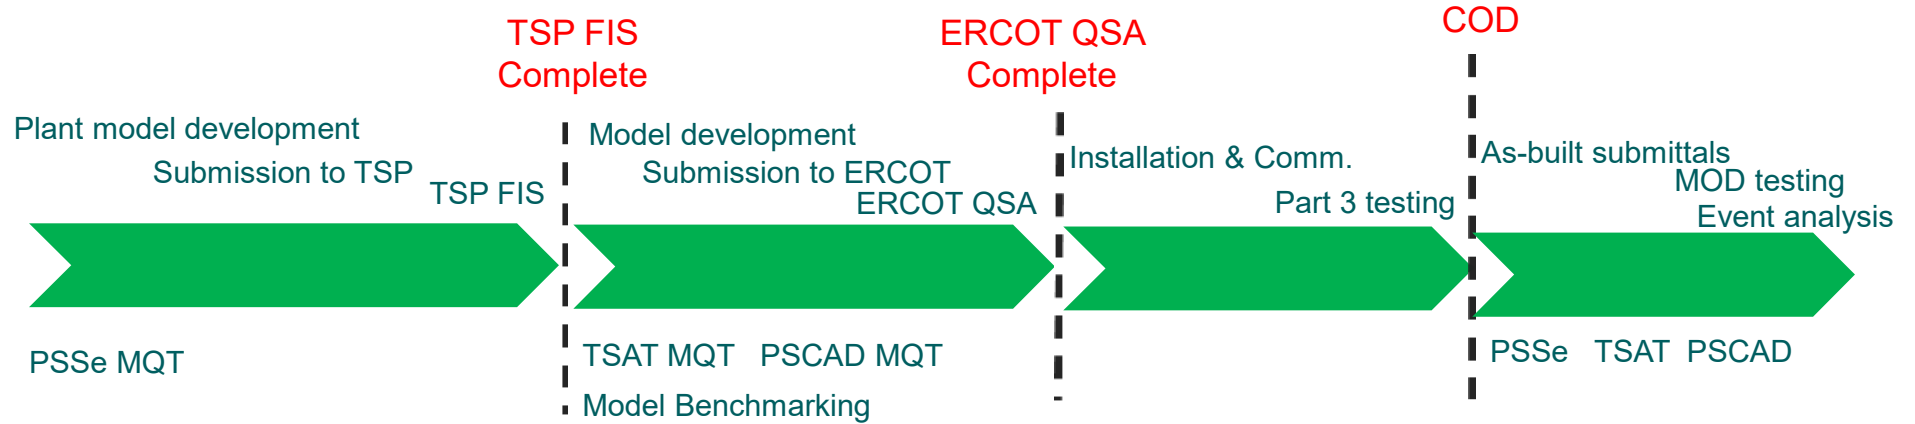 TSP FIS
Complete
ERCOT QSA
Complete
COD
Plant model development
Submission to TSP
TSP FIS
Model development
Submission to ERCOT
ERCOT QSA
Installation & Comm.
Part 3 testing
As-built submittals
MOD testing
Event analysis
PSSe MQT
TSAT MQT PSCAD MQT
Model Benchmarking
PSSe TSAT PSCAD